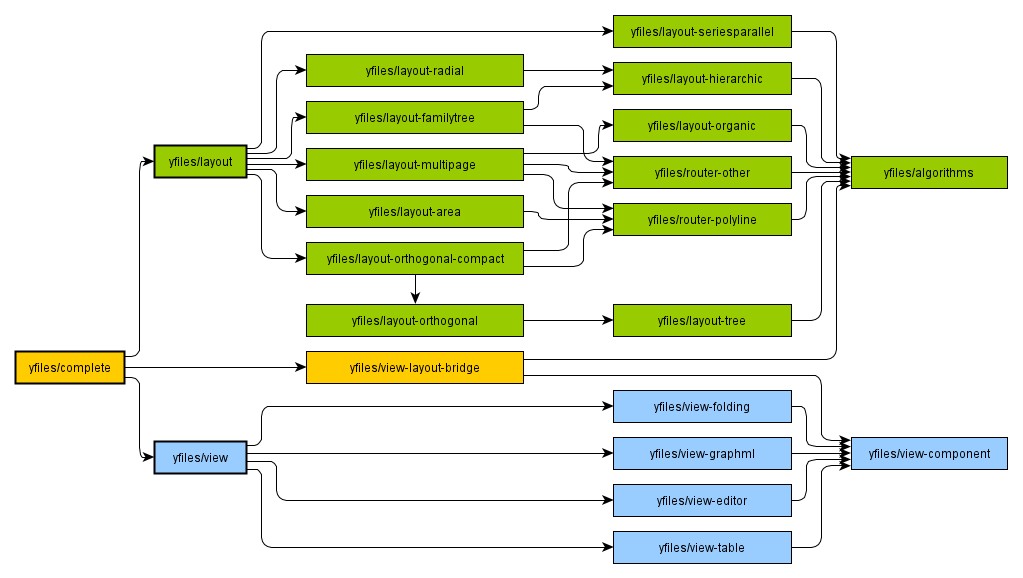 yfiles/layout-seriesparallel
yfiles/layout-radial
yfiles/layout-hierarchic
yfiles/layout-familytree
yfiles/layout-organic
yfiles/layout
yfiles/layout-multipage
yfiles/router-other
yfiles/algorithms
yfiles/layout-area
yfiles/router-polyline
yfiles/layout-orthogonal-compact
yfiles/layout-orthogonal
yfiles/layout-tree
yfiles/complete
yfiles/view-layout-bridge
yfiles/view-folding
yfiles/view
yfiles/view-graphml
yfiles/view-component
yfiles/view-editor
yfiles/view-table